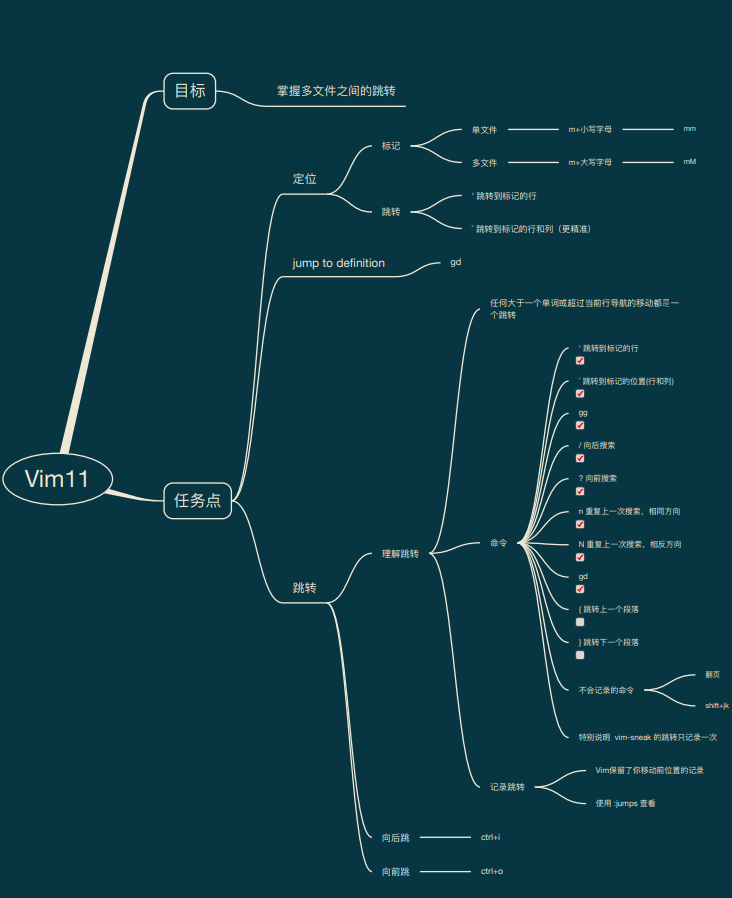 Vim11
目标
掌握多文件之间的跳转
任务点
定位
标记
单文件
m+小写字母
mm
多文件
m+大写字母
mM
跳转
' 跳转到标记的行
` 跳转到标记的行和列（更精准）
jump to definition
gd
跳转
理解跳转
任何大于一个单词或超过当前行导航的移动都是一
个跳转
命令
' 跳转到标记的行
` 跳转到标记的位置(行和列)
gg
/ 向后搜索
? 向前搜索
n 重复上一次搜索，相同方向
N 重复上一次搜索，相反方向
gd
{ 跳转上一个段落
} 跳转下一个段落
不会记录的命令
翻页
shift+jk
特别说明 vim-sneak 的跳转只记录一次
记录跳转
Vim保留了你移动前位置的记录
使用 :jumps 查看
向后跳
ctrl+i
向前跳
ctrl+o